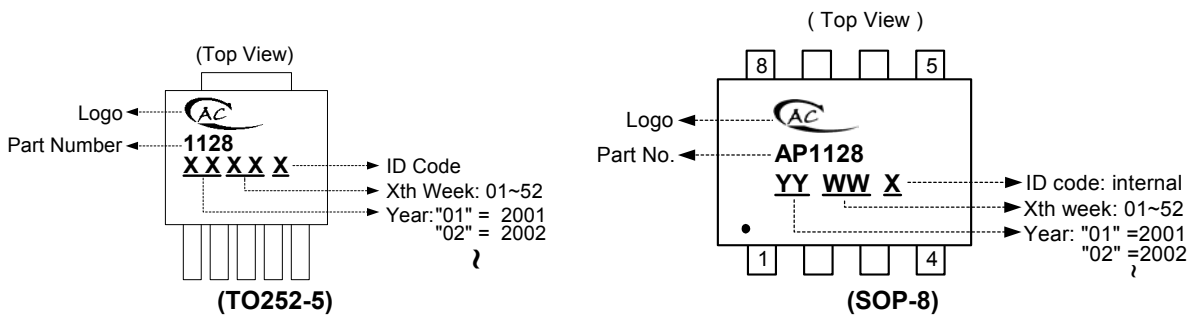 (Top View)
AC
Logo
1128
Part Number
X X X X X
ID Code
Xth Week: 01~52
Year:"01" = 2001
"02" = 2002
~
(TO252-5)
( Top View )
8
5
AC
Logo
AP1128
Part No.
YY WW X
ID code: internal
Xth week: 01~52
Year: "01" =2001
"02" =2002
~
1
4
(SOP-8)